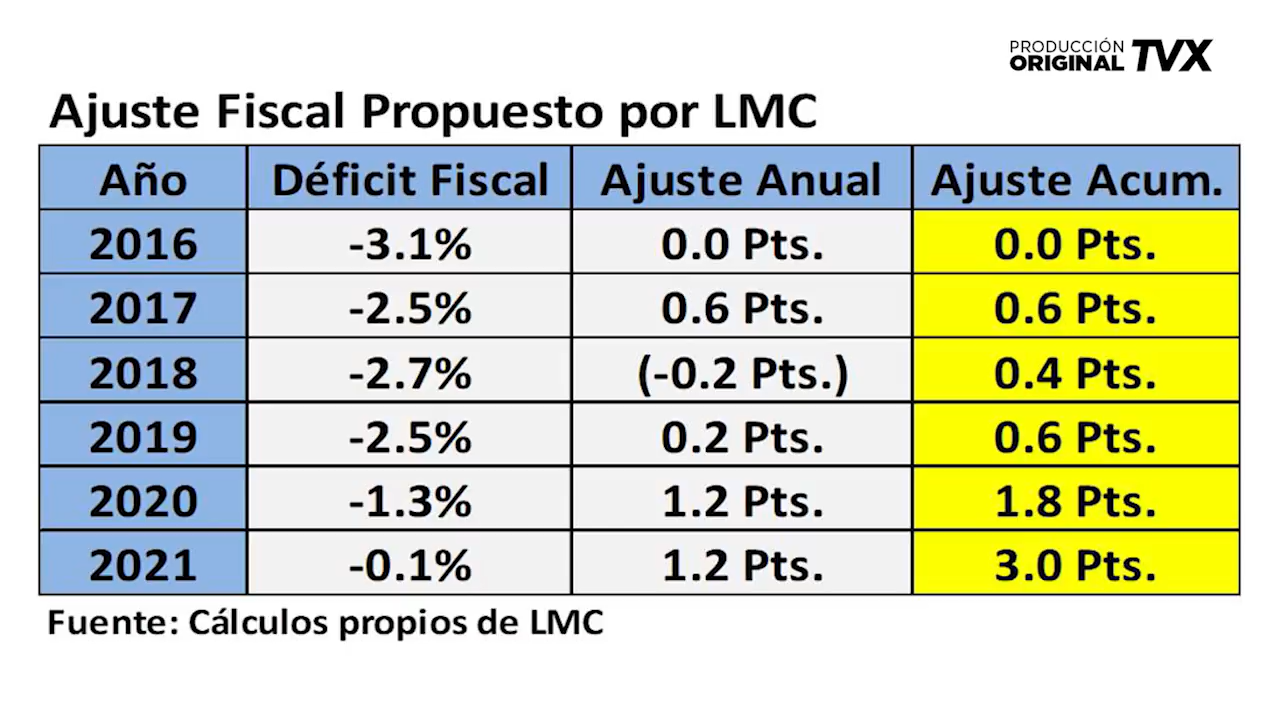 PRODUCCIÓN
ORIGINAL TVX
Ajuste Fiscal Propuesto por LMC
Año Déficit Fiscal Ajuste Anual Ajuste Acum.
2016 -3.1% 0.0 Pts. 0.0 Pts.
2017 -2.5% 0.6 Pts. 0.6 Pts.
2018 -2.7% (-0.2 Pts.) 0.4 Pts.
2019 -2.5% 0.2 Pts. 0.6 Pts.
2020 -1.3% 1.2 Pts. 1.8 Pts.
2021 -0.1% 1.2 Pts. 3.0 Pts.
Fuente: Cálculos propios de LMC